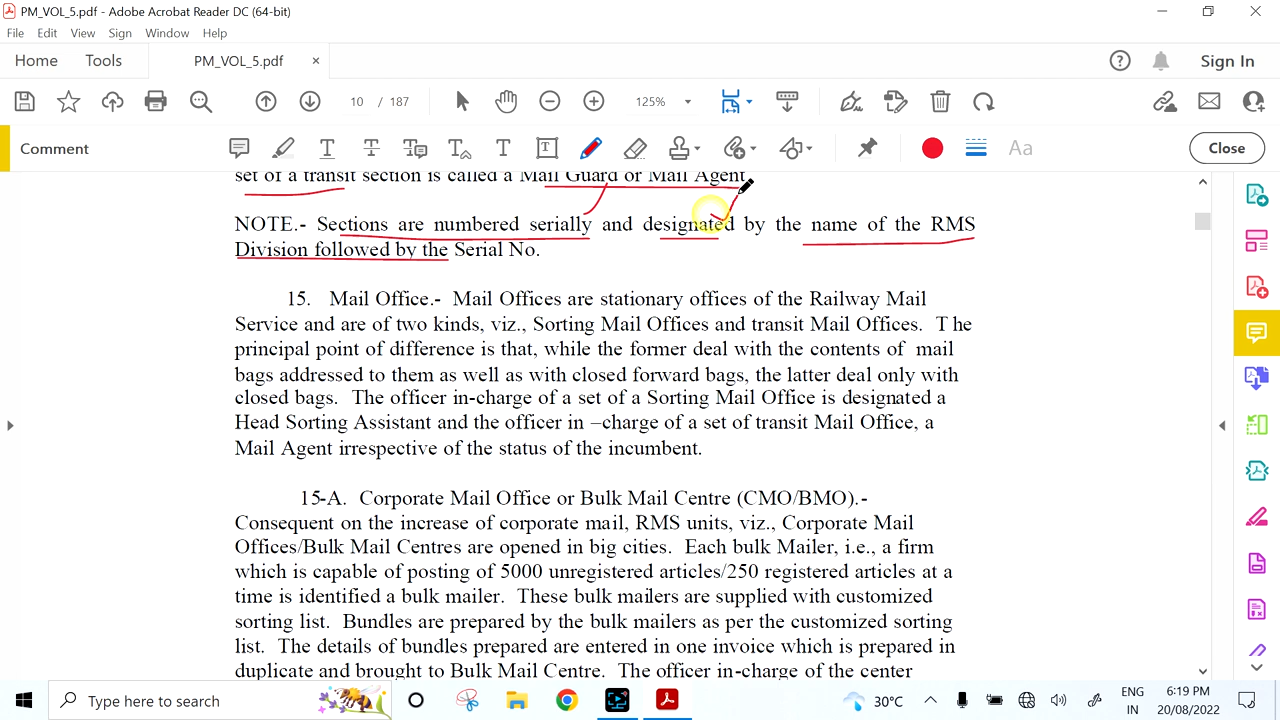 PM_VOL_5.pdf - Adobe Acrobat Reader DC (64-bit)
File Edit View Sign Window Help
Home Tools PM_VOL_5.pdf × Sign In
10 / 187 125%
Comment Aa Close
set of a transit section is called a Mail Guard or Mail Agent.
NOTE.- Sections are numbered serially and designated by the name of the RMS
Division followed by the Serial No.
15. Mail Office.- Mail Offices are stationary offices of the Railway Mail
Service and are of two kinds, viz., Sorting Mail Offices and transit Mail Offices. T he
principal point of difference is that, while the former deal with the contents of mail
bags addressed to them as well as with closed forward bags, the latter deal only with
closed bags. The officer in-charge of a set of a Sorting Mail Office is designated a
Head Sorting Assistant and the officer in –charge of a set of transit Mail Office, a
Mail Agent irrespective of the status of the incumbent.
15-A. Corporate Mail Office or Bulk Mail Centre (CMO/BMO).-
Consequent on the increase of corporate mail, RMS units, viz., Corporate Mail
Offices/Bulk Mail Centres are opened in big cities. Each bulk Mailer, i.e., a firm
which is capable of posting of 5000 unregistered articles/250 registered articles at a
time is identified a bulk mailer. These bulk mailers are supplied with customized
sorting list. Bundles are prepared by the bulk mailers as per the customized sorting
list. The details of bundles prepared are entered in one invoice which is prepared in
duplicate and brought to Bulk Mail Centre. The officer in-charge of the center
Type here to search 30°C ENG 6:19 PM
IN 20/08/2022